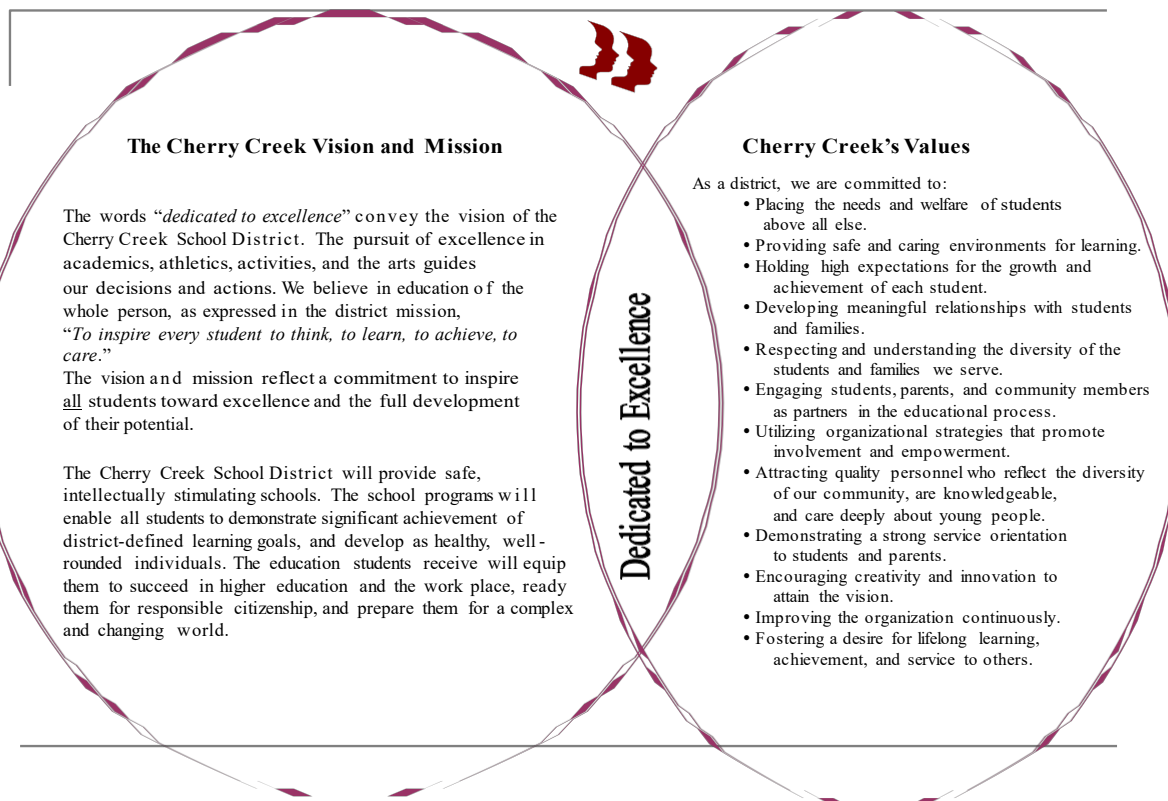 The Cherry Creek Vision and Mission
The words “dedicated to excellence” convey the vision of the
Cherry Creek School District. The pursuit of excellence in
academics, athletics, activities, and the arts guides
our decisions and actions. We believe in education of the
whole person, as expressed in the district mission,
“To inspire every student to think, to learn, to achieve, to
care.”
The vision and mission reflect a commitment to inspire
all students toward excellence and the full development
of their potential.
The Cherry Creek School District will provide safe,
intellectually stimulating schools. The school programs will
enable all students to demonstrate significant achievement of
district-defined learning goals, and develop as healthy, well-
rounded individuals. The education students receive will equip
them to succeed in higher education and the work place, ready
them for responsible citizenship, and prepare them for a complex
and changing world.
Dedicated to Excellence
Cherry Creek’s Values
As a district, we are committed to:
• Placing the needs and welfare of students
above all else.
• Providing safe and caring environments for learning.
• Holding high expectations for the growth and
achievement of each student.
• Developing meaningful relationships with students
and families.
• Respecting and understanding the diversity of the
students and families we serve.
• Engaging students, parents, and community members
as partners in the educational process.
• Utilizing organizational strategies that promote
involvement and empowerment.
• Attracting quality personnel who reflect the diversity
of our community, are knowledgeable,
and care deeply about young people.
• Demonstrating a strong service orientation
to students and parents.
• Encouraging creativity and innovation to
attain the vision.
• Improving the organization continuously.
• Fostering a desire for lifelong learning,
achievement, and service to others.